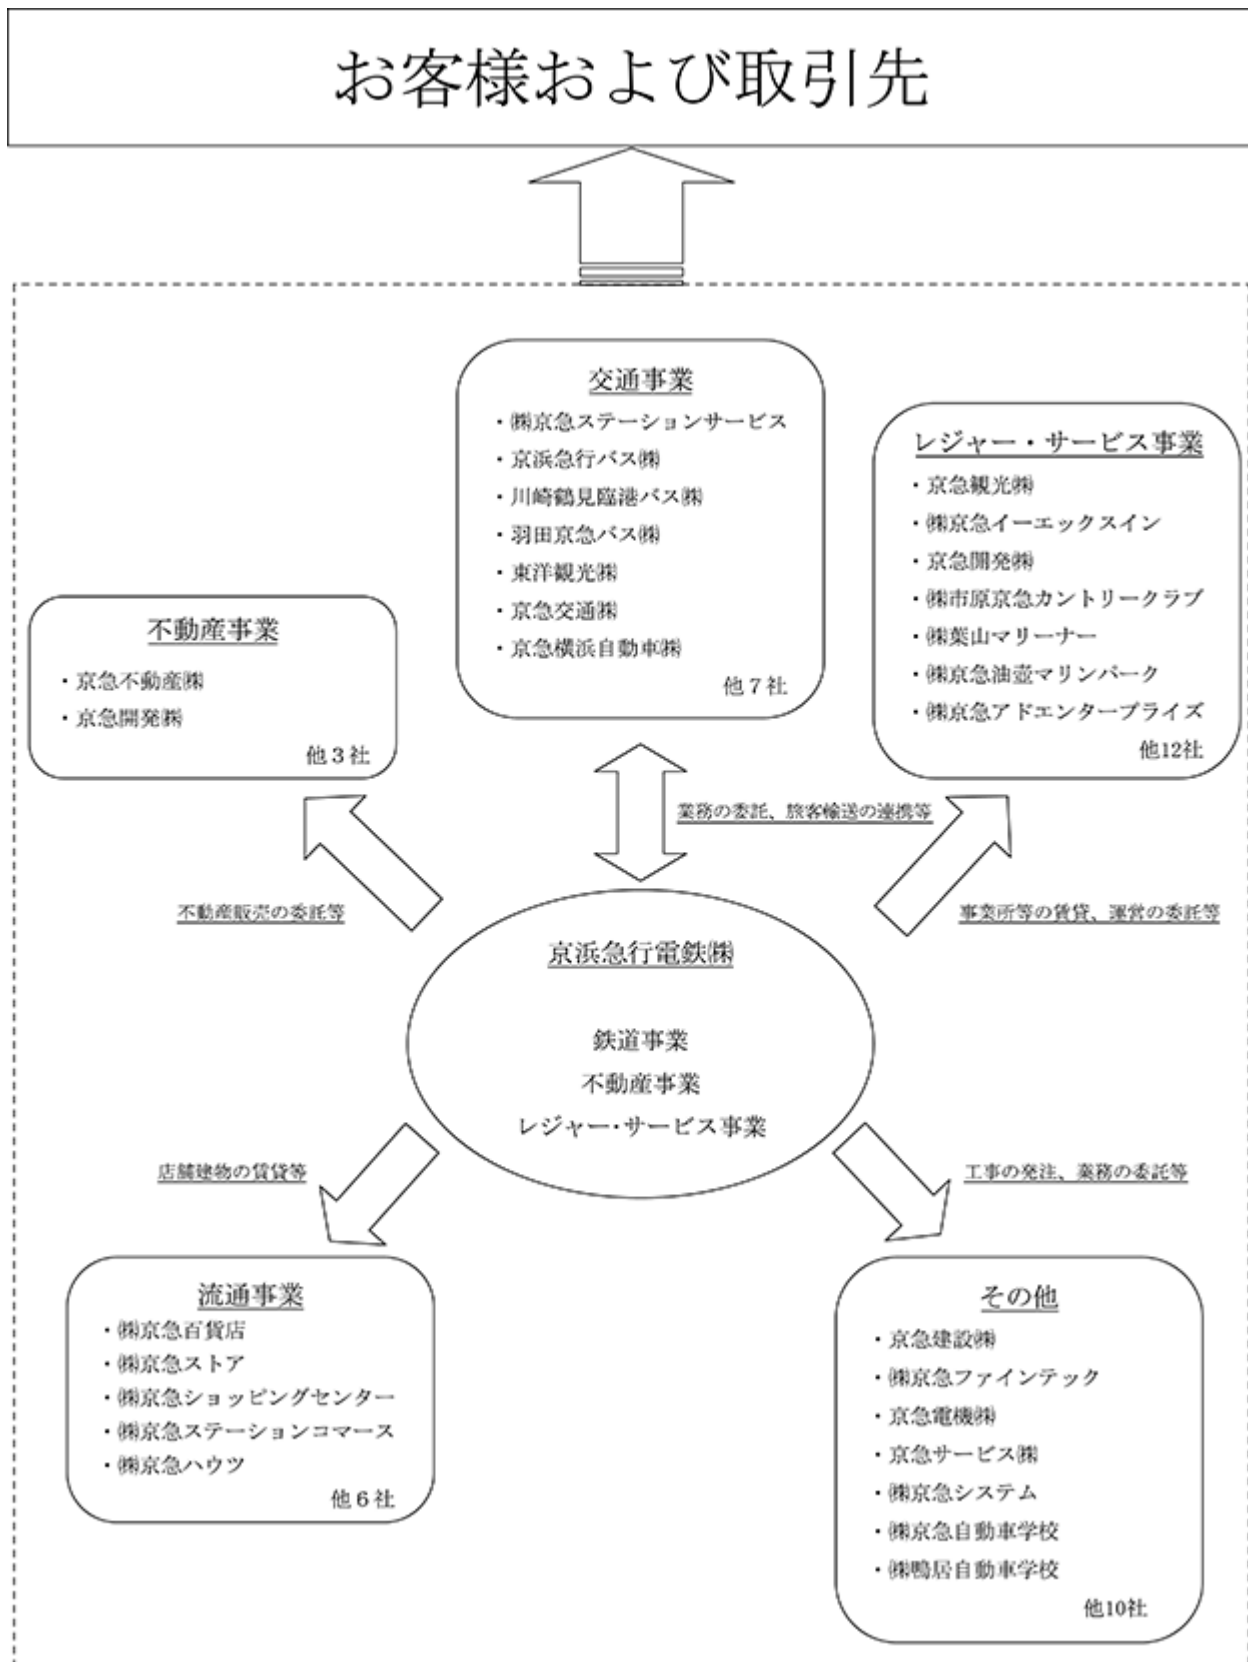 お客様および取引先
交通事業
・㈱京急ステーションサービス
・京浜急行バス㈱
・川崎鶴見臨港バス㈱
・羽田京急バス㈱
・東洋観光㈱
・京急交通㈱
・京急横浜自動車㈱
他７社
レジャー・サービス事業
・京急観光㈱
・㈱京急イーエックスイン
・京急開発㈱
・㈱市原京急カントリークラブ
・㈱葉山マリーナー
・㈱京急油壺マリンパーク
・㈱京急アドエンタープライズ
他12社
不動産事業
・京急不動産㈱
・京急開発㈱
他３社
業務の委託、旅客輸送の連携等
不動産販売の委託等
事業所等の賃貸、運営の委託等
京浜急行電鉄㈱
鉄道事業
不動産事業
レジャー・サービス事業
店舗建物の賃貸等
工事の発注、業務の委託等
流通事業
・㈱京急百貨店
・㈱京急ストア
・㈱京急ショッピングセンター
・㈱京急ステーションコマース
・㈱京急ハウツ
他６社
その他
・京急建設㈱
・㈱京急ファインテック
・京急電機㈱
・京急サービス㈱
・㈱京急システム
・㈱京急自動車学校
・㈱鴨居自動車学校
他10社